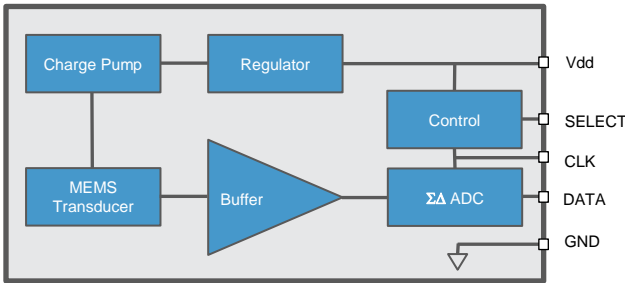 Charge Pump
Regulator
Vdd
Control
SELECT
CLK
MEMS
Transducer
Buffer
ΣΔ ADC
DATA
GND